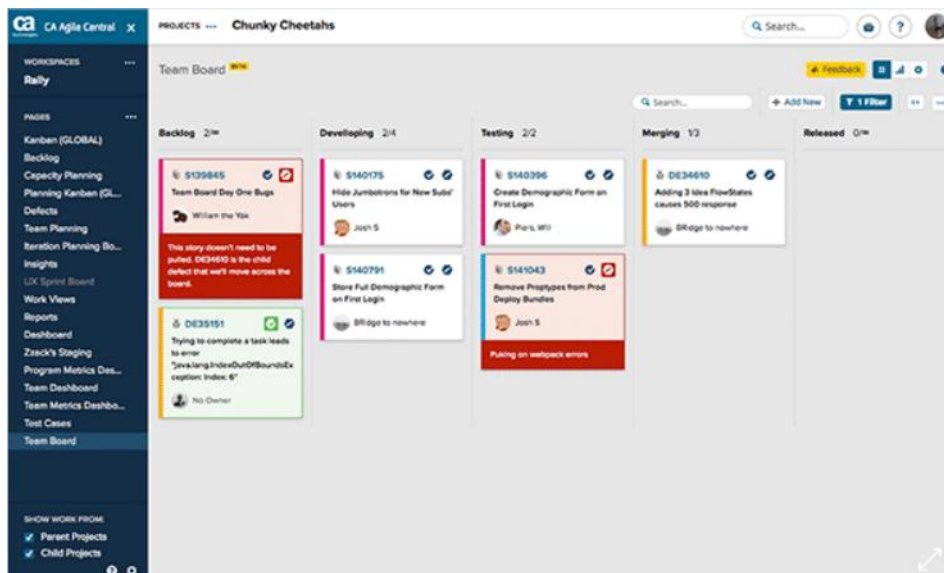 ca CA Agile Central x
technologies
PROJECTS ••• Chunky Cheetahs
Search...
?
WORKSPACES •••
Rally
PAGES •••
Kanban (GLOBAL)
Backlog
Capacity Planning
Planning Kanban (GL...
Defects
Team Planning
Iteration Planning Bo...
Insights
UX Sprint Board
Work Views
Reports
Dashboard
Zzack's Staging
Program Metrics Das...
Team Dashboard
Team Metrics Dashbo...
Test Cases
Team Board
SHOW WORK FROM:
Parent Projects
Child Projects
Team Board BETA
Feedback
Search...
+ Add New
1 Filter
Backlog 2/∞
S139845
Team Board Day One Bugs
William the Yak
This story doesn't need to be
pulled. DE34610 is the child
defect that we'll move across the
board.
DE35151
Trying to complete a task leads
to error
"java.lang.IndexOutOfBoundsEx
ception: Index: 6"
No Owner
Developing 2/4
S140175
Hide Jumbotrons for New Subs'
Users
Josh S
S140791
Store Full Demographic Form
on First Login
BRidge to nowhere
Testing 2/2
S140396
Create Demographic Form on
First Login
Piers, Will
S141043
Remove Proptypes from Prod
Deploy Bundles
Josh S
Puking on webpack errors
Merging 1/3
DE34610
Adding 3 Idea FlowStates
causes 500 response
BRidge to nowhere
Released 0/∞